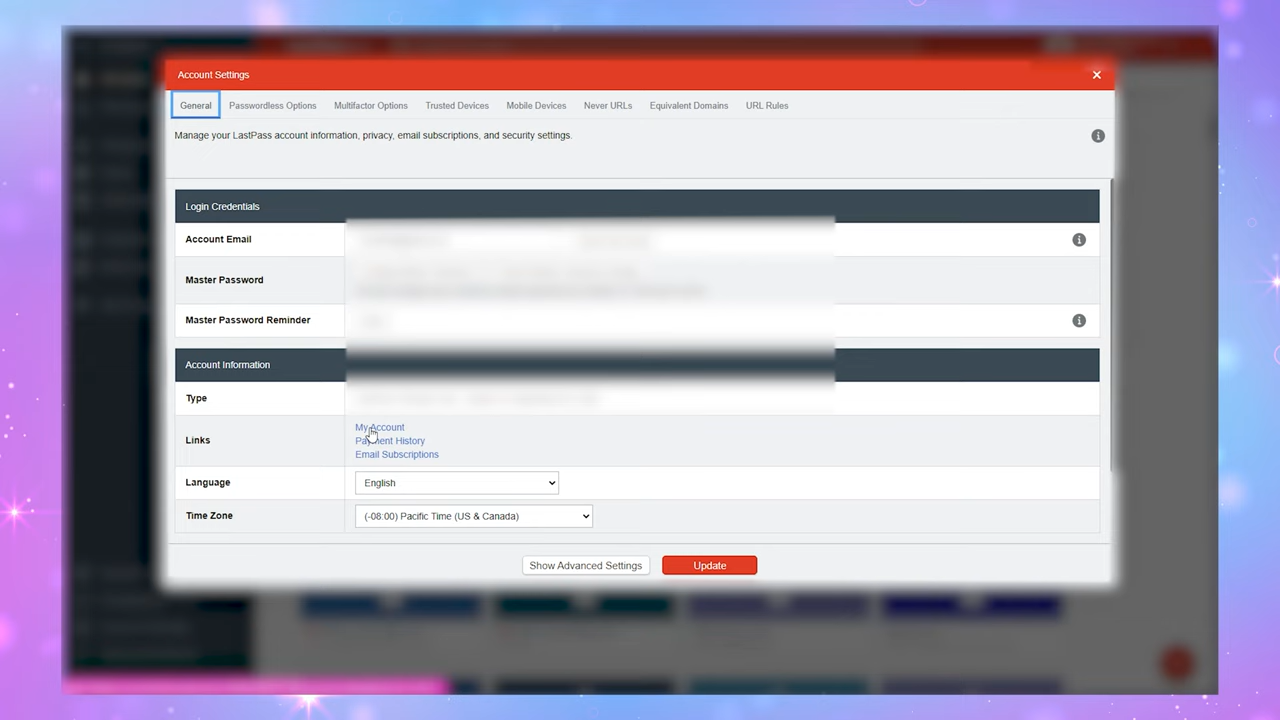 Account Settings
General Passwordless Options Multifactor Options Trusted Devices Mobile Devices Never URLs Equivalent Domains URL Rules
Manage your LastPass account information, privacy, email subscriptions, and security settings.
Login Credentials
Account Email
Master Password
Master Password Reminder
Account Information
Type
Links
My Account
Payment History
Email Subscriptions
Language English
Time Zone (-08:00) Pacific Time (US & Canada)
Show Advanced Settings Update